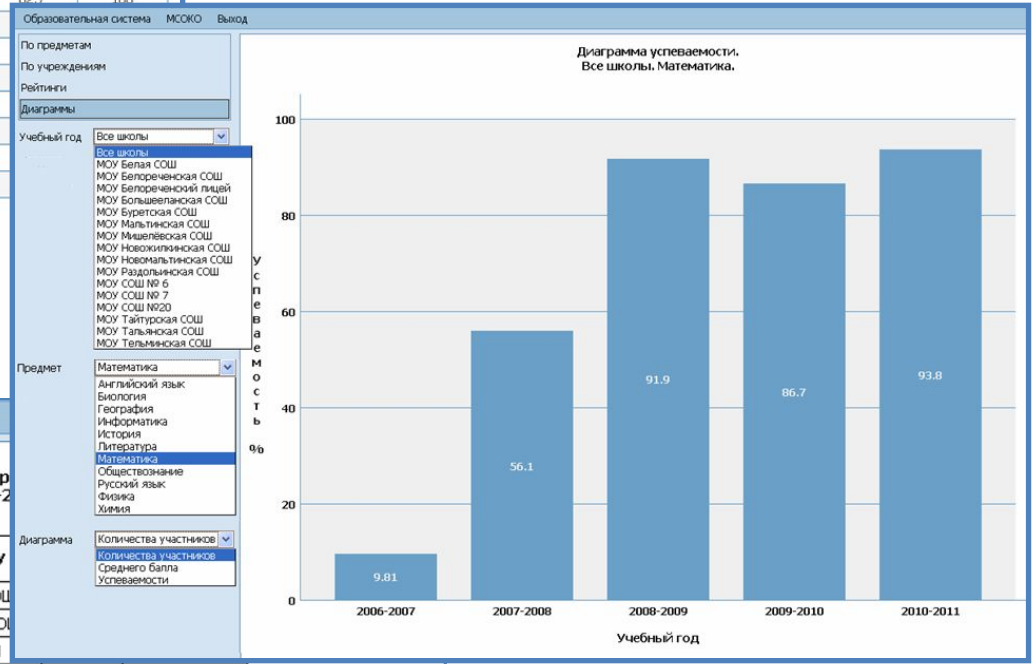 82.7 100
Образовательная система МСОКО Выход
По предметам
По учреждениям
Рейтинги
Диаграммы
Учебный год Все школы
Все школы
МОУ Белая СОШ
МОУ Белореченская СОШ
МОУ Белореченский лицей
МОУ Большееланская СОШ
МОУ Буретская СОШ
МОУ Мальтинская СОШ
МОУ Мишелёвская СОШ
МОУ Новожилкинская СОШ
МОУ Новомальтинская СОШ
МОУ Раздольинская СОШ
МОУ СОШ № 6
МОУ СОШ № 7
МОУ СОШ №20
МОУ Тайтурская СОШ
МОУ Тальянская СОШ
МОУ Тельминская СОШ
Предмет Математика
Английский язык
Биология
География
Информатика
История
Литература
Математика
Обществознание
Русский язык
Физика
Химия
Диаграмма Количества участников
Количества участников
Среднего балла
Успеваемости
Диаграмма успеваемости.
Все школы. Математика.
Успеваемость %
100
80
60
40
20
0
9.81
56.1
91.9
86.7
93.8
2006-2007 2007-2008 2008-2009 2009-2010 2010-2011
Учебный год